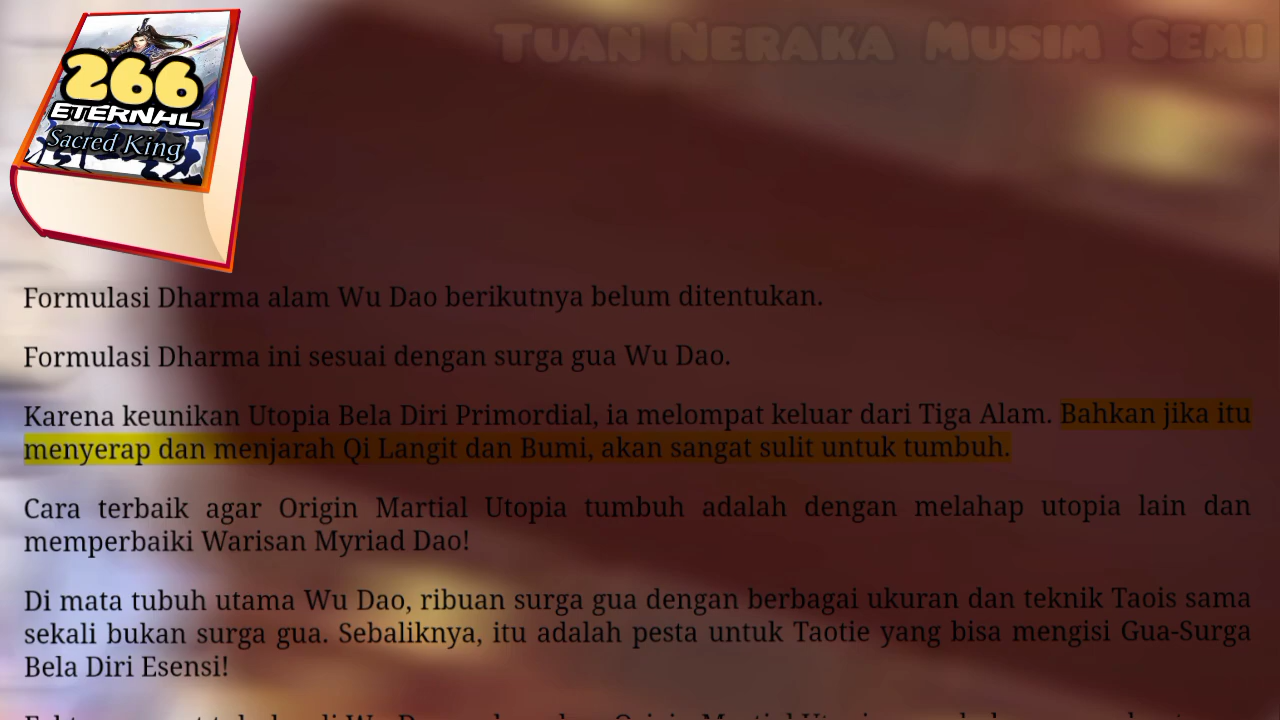 TUAN NERAKA MUSIM SEMI
266
ETERNAL
Sacred King
Formulasi Dharma alam Wu Dao berikutnya belum ditentukan.
Formulasi Dharma ini sesuai dengan surga gua Wu Dao.
Karena keunikan Utopia Bela Diri Primordial, ia melompat keluar dari Tiga Alam. Bahkan jika itu
menyerap dan menjarah Qi Langit dan Bumi, akan sangat sulit untuk tumbuh.
Cara terbaik agar Origin Martial Utopia tumbuh adalah dengan melahap utopia lain dan
memperbaiki Warisan Myriad Dao!
Di mata tubuh utama Wu Dao, ribuan surga gua dengan berbagai ukuran dan teknik Taois sama
sekali bukan surga gua. Sebaliknya, itu adalah pesta untuk Taotie yang bisa mengisi Gua-Surga
Bela Diri Esensi!